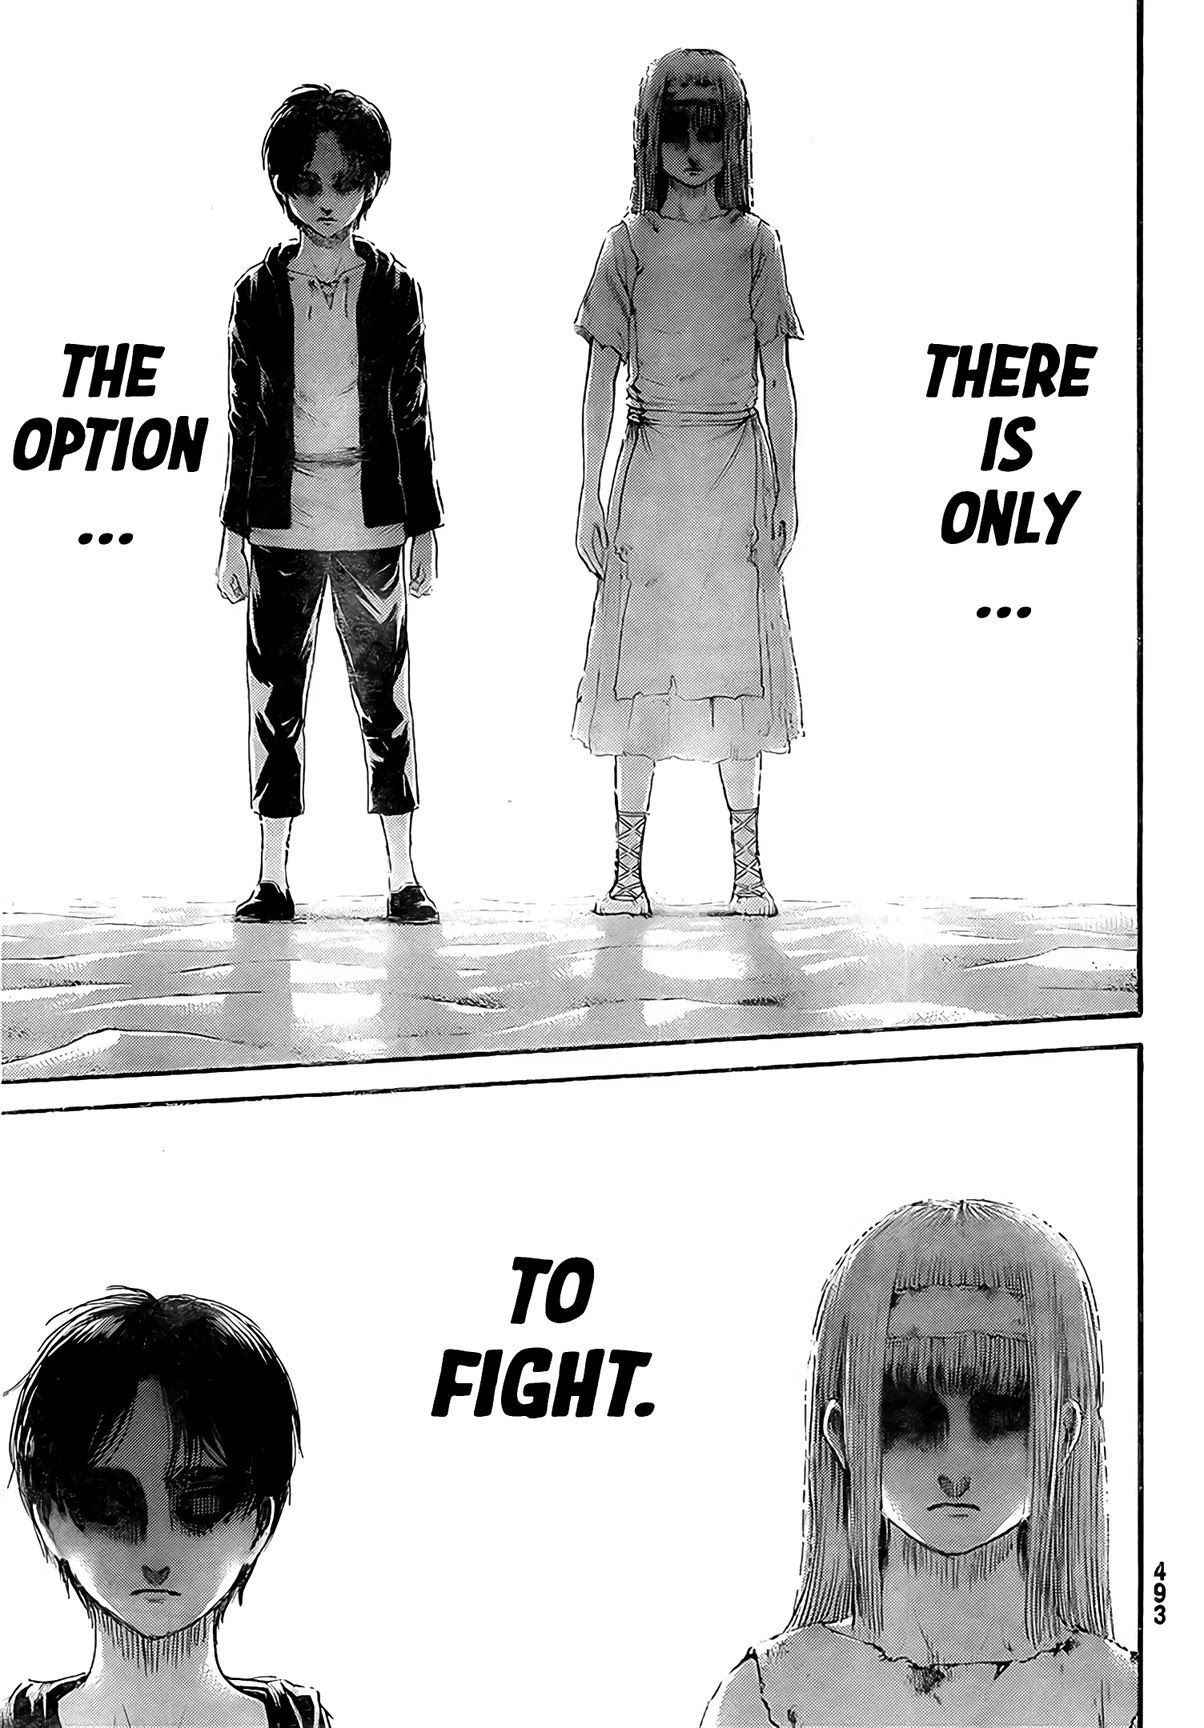 THERE
IS
ONLY
...
THE
OPTION
...
TO
FIGHT.
493